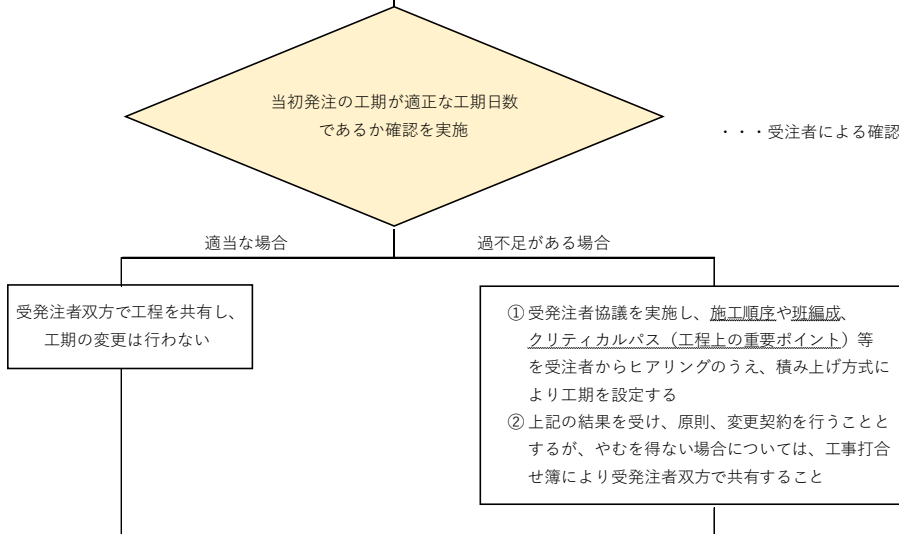 当初発注の工期が適正な工期日数
であるか確認を実施
・・・受注者による確認
適当な場合
過不足がある場合
受発注者双方で工程を共有し、
工期の変更は行わない
①受発注者協議を実施し、施工順序や班編成、
クリティカルパス（工程上の重要ポイント）等
を受注者からヒアリングのうえ、積み上げ方式に
より工期を設定する
②上記の結果を受け、原則、変更契約を行うことと
するが、やむを得ない場合については、工事打合
せ簿により受発注者双方で共有すること